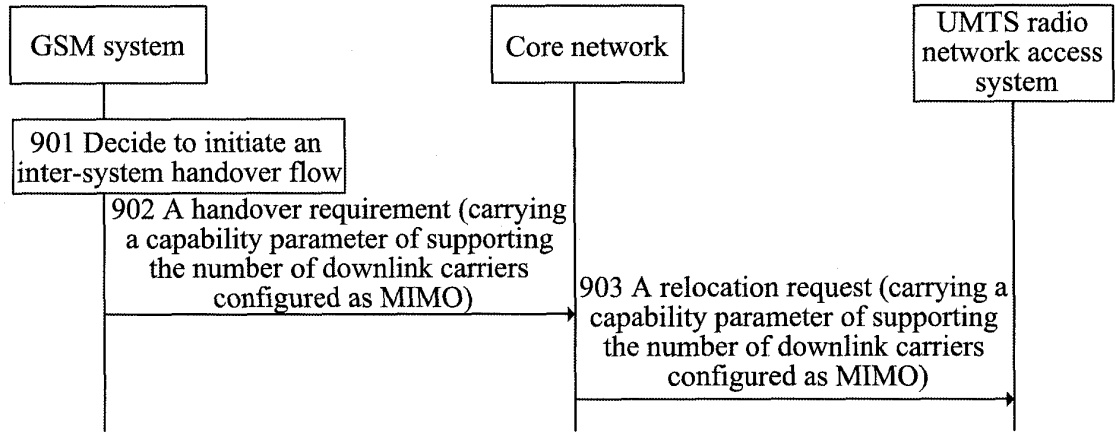 GSM system
Core network
UMTS radio
network access
system
901 Decide to initiate an
inter-system handover flow
902 A handover requirement (carrying
a capability parameter of supporting
the number of downlink carriers
configured as MIMO)
903 A relocation request (carrying a
capability parameter of supporting
the number of downlink carriers
configured as MIMO)